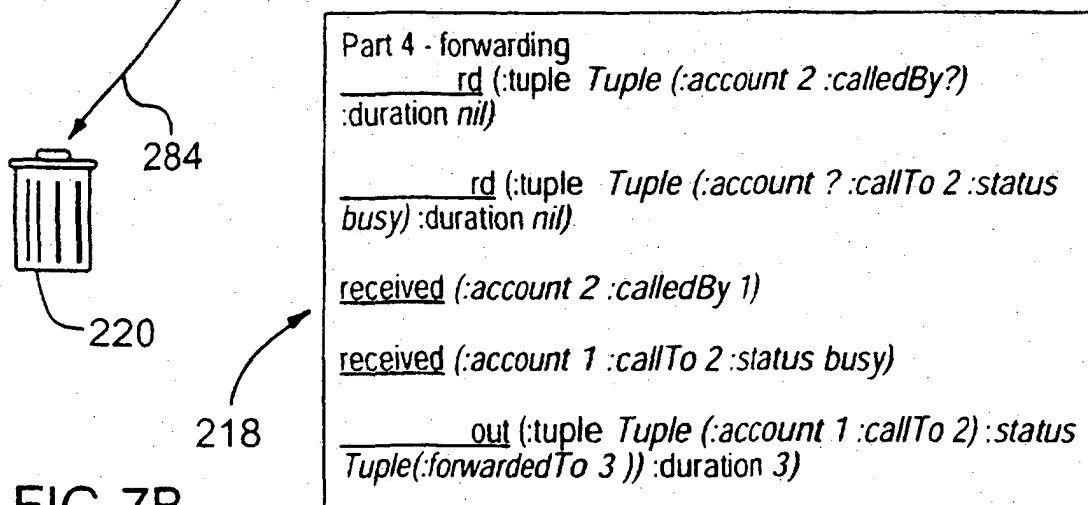 Part 4 - forwarding
rd (:tuple Tuple (:account 2 :calledBy?)
:duration nil)
rd (:tuple Tuple (:account ? :callTo 2 :status
busy) :duration nil)
received (:account 2 :calledBy 1)
received (:account 1 :callTo 2 :status busy)
out (:tuple Tuple (:account 1 :callTo 2) :status
Tuple(:forwardedTo 3 )) :duration 3)
284
220
218
FIG. 7B